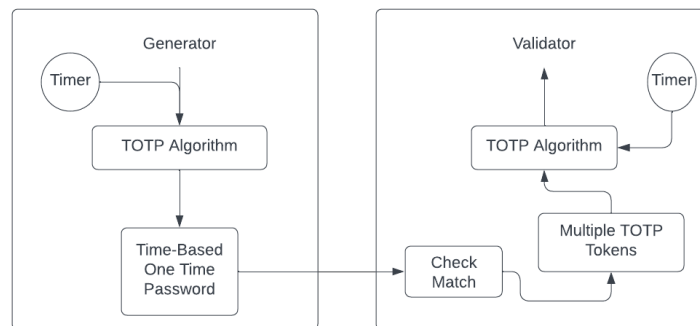 Generator
Timer
TOTP Algorithm
Time-Based
One Time
Password
Validator
Timer
TOTP Algorithm
Multiple TOTP
Tokens
Check
Match